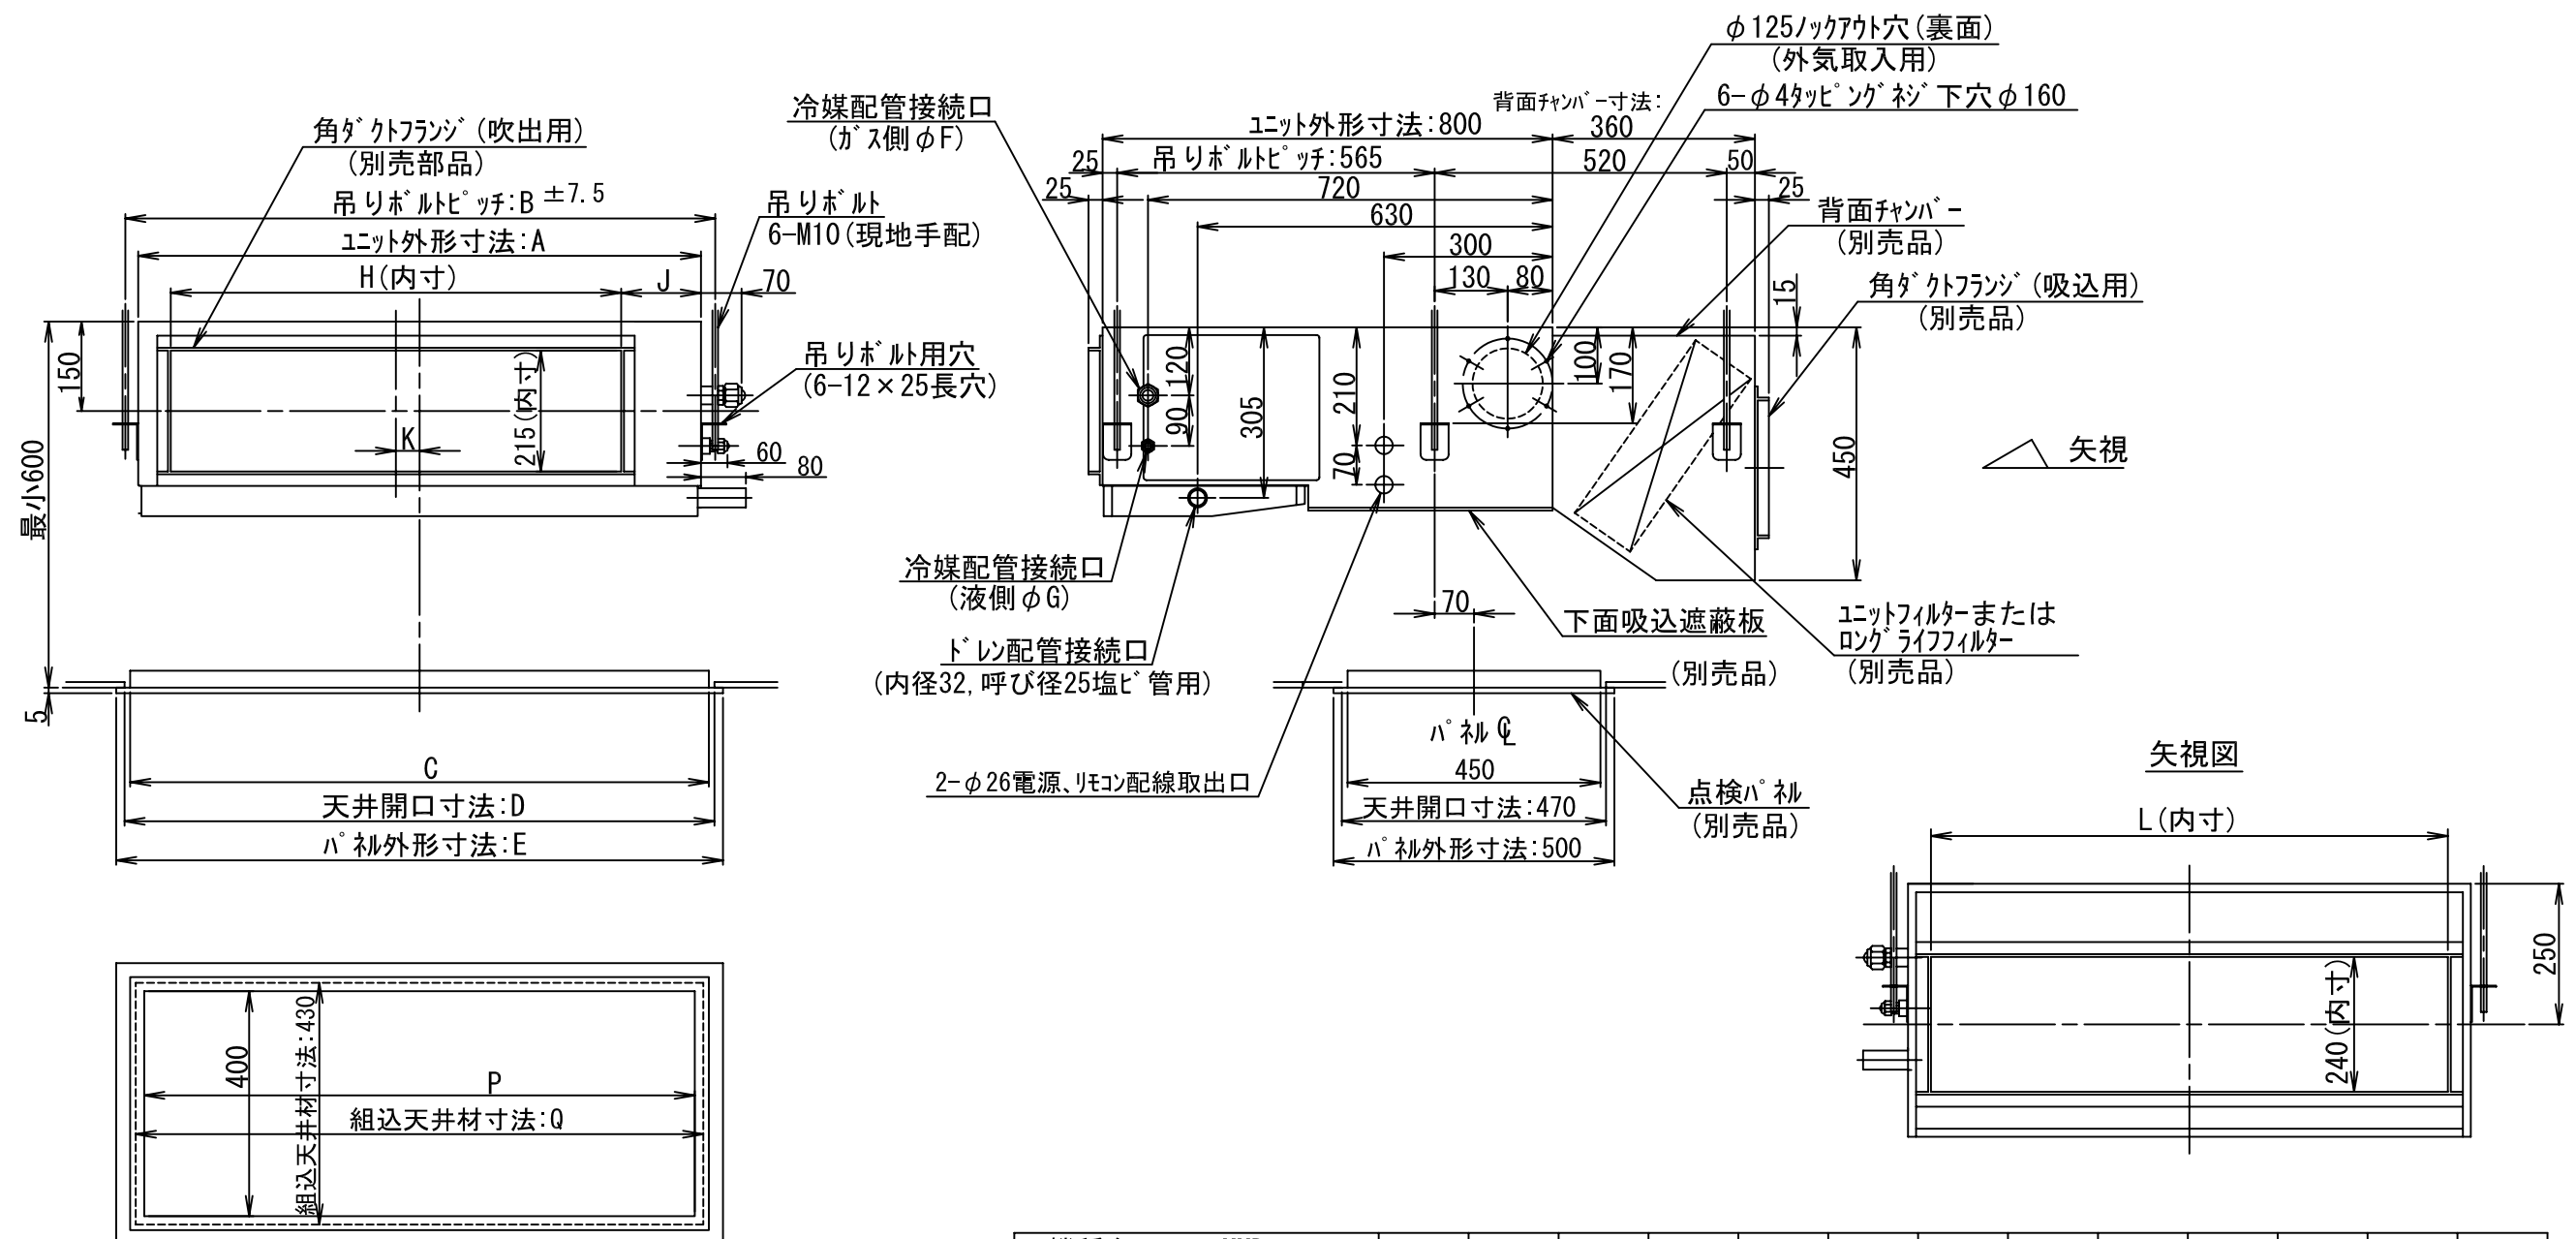 φ125ﾉｯｸｱｳﾄ穴(裏面)
(外気取入用)
6-φ4ﾀｯﾋﾟﾝｸﾞﾈｼﾞ下穴φ160
冷媒配管接続口
(ｶﾞｽ側φF)
背面ﾁｬﾝﾊﾞｰ寸法:
360
ﾕﾆｯﾄ外形寸法:800
角ﾀﾞｸﾄﾌﾗﾝｼﾞ(吹出用)
(別売部品)
吊りﾎﾞﾙﾄﾋﾟｯﾁ:B ±7.5
ﾕﾆｯﾄ外形寸法:A
H(内寸)
J
70
吊りﾎﾞﾙﾄ
6-M10(現地手配)
吊りﾎﾞﾙﾄ用穴
(6-12×25長穴)
150
K
215(内寸)
60
80
最小600
5
C
天井開口寸法:D
ﾊﾟﾈﾙ外形寸法:E
25
吊りﾎﾞﾙﾄﾋﾟｯﾁ:565
520
50
25
720
25
630
300
130
80
背面ﾁｬﾝﾊﾞｰ
(別売品)
角ﾀﾞｸﾄﾌﾗﾝｼﾞ(吸込用)
(別売品)
15
120
90
305
210
70
100
170
450
矢視
冷媒配管接続口
(液側φG)
ﾄﾞﾚﾝ配管接続口
(内径32,呼び径25塩ﾋﾞ管用)
2-φ26電源､ﾘﾓｺﾝ配線取出口
70
下面吸込遮蔽板
(別売品)
ﾕﾆｯﾄﾌｨﾙﾀｰまたは
ﾛﾝｸﾞﾗｲﾌﾌｨﾙﾀｰ
(別売品)
ﾊﾟﾈﾙ℄
450
天井開口寸法:470
ﾊﾟﾈﾙ外形寸法:500
点検ﾊﾟﾈﾙ
(別売品)
矢視図
L(内寸)
250
240(内寸)
400
組込天井材寸法:430
P
組込天井材寸法:Q